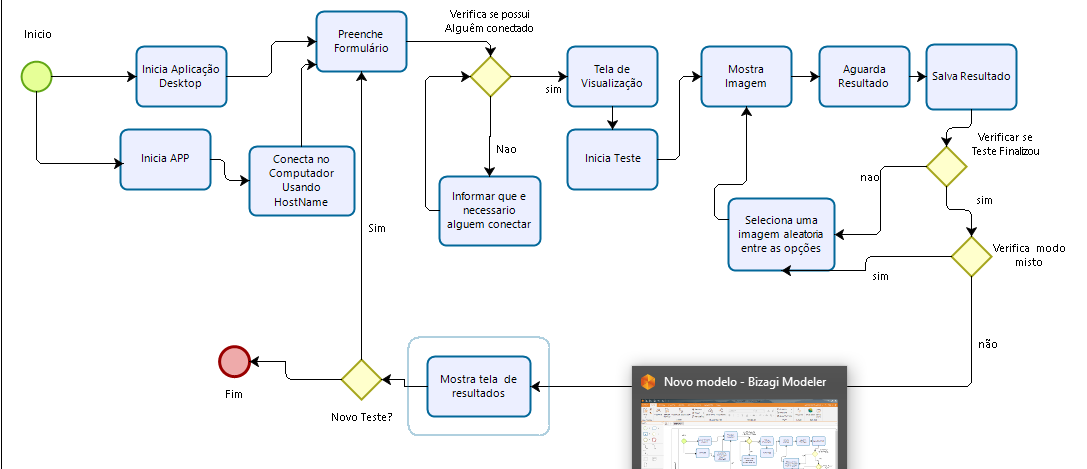 Inicio
Inicia Aplicação
Desktop
Inicia APP
Conecta no
Computador
Usando
HostName
Preenche
Formulário
Verifica se possui
Alguêm conectado
sim
Nao
Informar que e
necessario
alguem conectar
Tela de
Visualização
Inicia Teste
Mostra
Imagem
Aguarda
Resultado
Salva Resultado
Verificar se
Teste Finalizou
nao
sim
Seleciona uma
imagem aleatoria
entre as opções
Verifica modo
misto
sim
não
Mostra tela de
resultados
Novo Teste?
Sim
Fim
Novo modelo - Bizagi Modeler